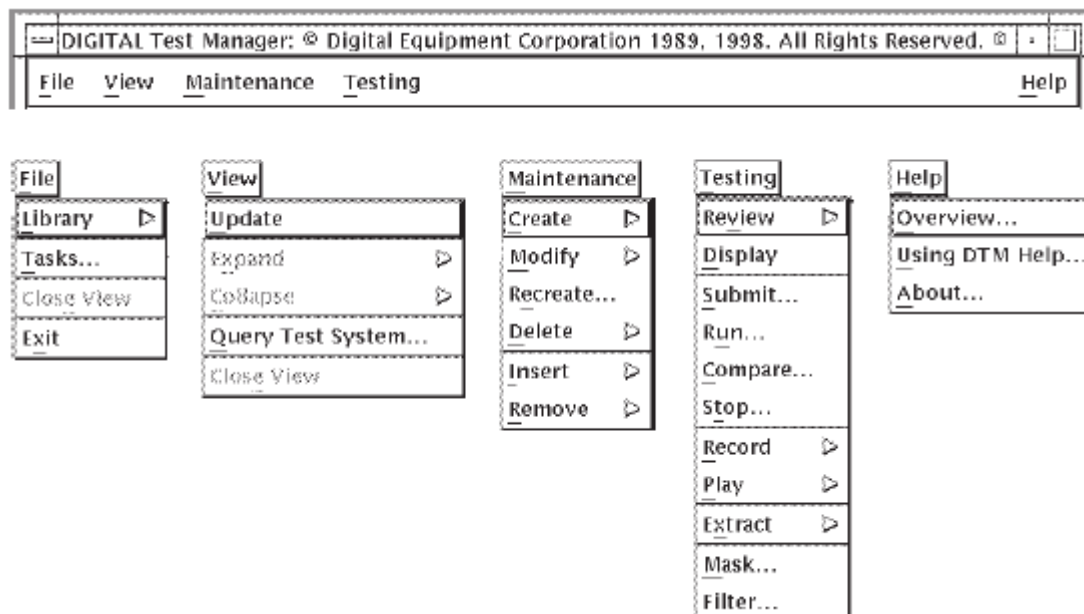 DIGITAL Test Manager: © Digital Equipment Corporation 1989, 1998. All Rights Reserved. ©
File View Maintenance Testing Help
File
Library
Tasks...
Close View
Exit
View
Update
Expand
Collapse
Query Test System...
Close View
Maintenance
Create
Modify
Recreate...
Delete
Insert
Remove
Testing
Review
Display
Submit...
Run...
Compare...
Stop...
Record
Play
Extract
Mask...
Filter...
Help
Overview...
Using DTM Help...
About...